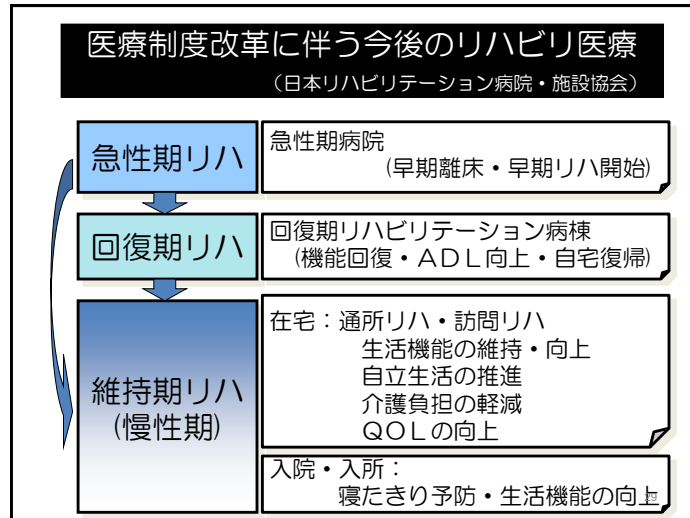 医療制度改革に伴う今後のリハビリ医療
（日本リハビリテーション病院・施設協会）
急性期リハ
急性期病院
(早期離床・早期リハ開始)
回復期リハ
回復期リハビリテーション病棟
(機能回復・ＡＤＬ向上・自宅復帰)
維持期リハ
(慢性期)
在宅：通所リハ・訪問リハ
生活機能の維持・向上
自立生活の推進
介護負担の軽減
ＱＯＬの向上
入院・入所：
寝たきり予防・生活機能の向上